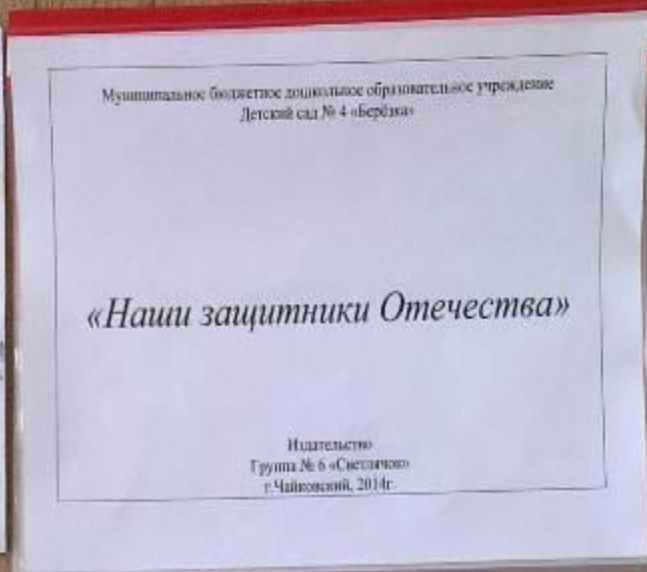 Муниципальное бюджетное дошкольное образовательное учреждение
Детский сад № 4 «Берёзка»
«Наши защитники Отечества»
Издательство
Группа № 6 «Светлячок»
г.Чайковский, 2014г.